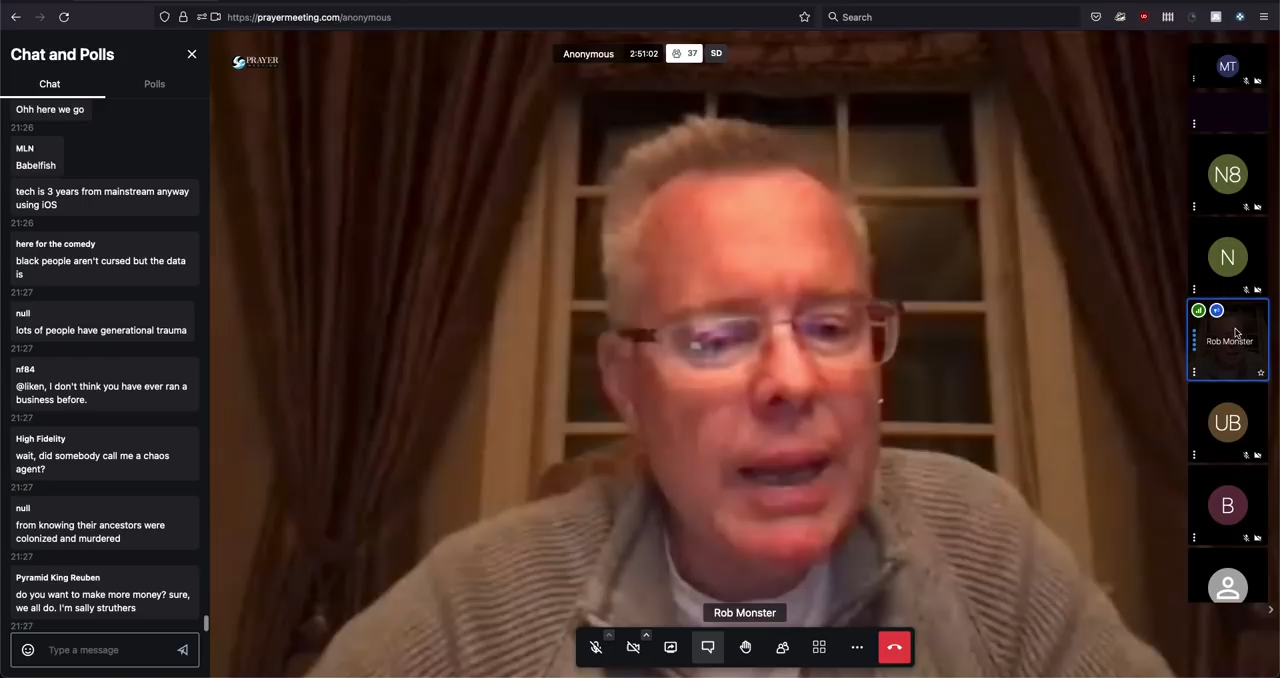 https://prayermeeting.com/anonymous
Search
Chat and Polls
Chat
Polls
Ohh here we go
21:26
MLN
Babelfish
tech is 3 years from mainstream anyway
using iOS
21:26
here for the comedy
black people aren't cursed but the data
is
21:27
null
lots of people have generational trauma
21:27
nf84
@liken, I don't think you have ever ran a
business before.
21:27
High Fidelity
wait, did somebody call me a chaos
agent?
21:27
null
from knowing their ancestors were
colonized and murdered
21:27
Pyramid King Reuben
do you want to make more money? sure,
we all do. I'm sally struthers
21:27
Type a message
PRAYER
Anonymous
2:51:02
37
SD
Rob Monster
MT
N8
N
Rob Monster
UB
B